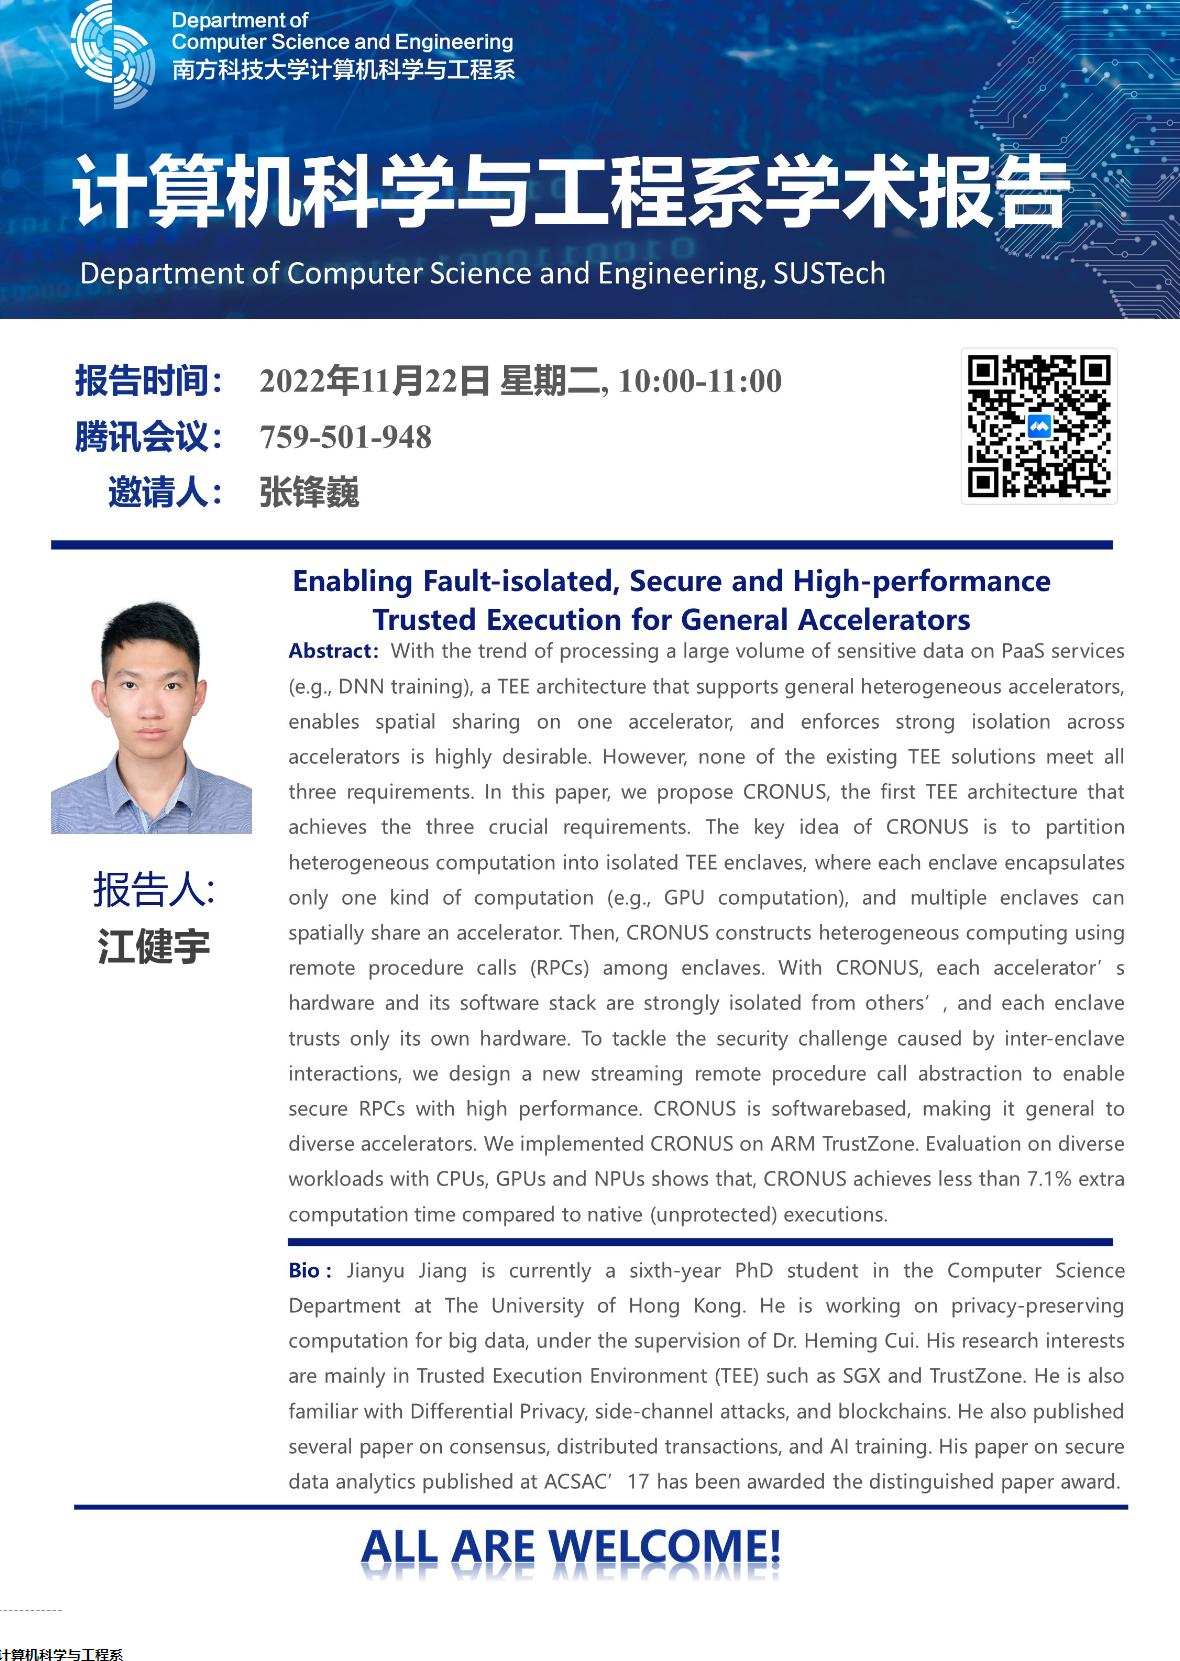 Department of
Computer Science and Engineering
南方科技大学计算机科学与工程系
计算机科学与工程系学术报告
Department of Computer Science and Engineering, SUSTech
报告时间： 2022年11月22日 星期二, 10:00-11:00
腾讯会议： 759-501-948
邀请人： 张锋巍
Enabling Fault-isolated, Secure and High-performance
Trusted Execution for General Accelerators
Abstract: With the trend of processing a large volume of sensitive data on PaaS services
(e.g., DNN training), a TEE architecture that supports general heterogeneous accelerators,
enables spatial sharing on one accelerator, and enforces strong isolation across
accelerators is highly desirable. However, none of the existing TEE solutions meet all
three requirements. In this paper, we propose CRONUS, the first TEE architecture that
achieves the three crucial requirements. The key idea of CRONUS is to partition
heterogeneous computation into isolated TEE enclaves, where each enclave encapsulates
only one kind of computation (e.g., GPU computation), and multiple enclaves can
spatially share an accelerator. Then, CRONUS constructs heterogeneous computing using
remote procedure calls (RPCs) among enclaves. With CRONUS, each accelerator’s
hardware and its software stack are strongly isolated from others’, and each enclave
trusts only its own hardware. To tackle the security challenge caused by inter-enclave
interactions, we design a new streaming remote procedure call abstraction to enable
secure RPCs with high performance. CRONUS is softwarebased, making it general to
diverse accelerators. We implemented CRONUS on ARM TrustZone. Evaluation on diverse
workloads with CPUs, GPUs and NPUs shows that, CRONUS achieves less than 7.1% extra
computation time compared to native (unprotected) executions.
报告人:
江健宇
Bio： Jianyu Jiang is currently a sixth-year PhD student in the Computer Science
Department at The University of Hong Kong. He is working on privacy-preserving
computation for big data, under the supervision of Dr. Heming Cui. His research interests
are mainly in Trusted Execution Environment (TEE) such as SGX and TrustZone. He is also
familiar with Differential Privacy, side-channel attacks, and blockchains. He also published
several paper on consensus, distributed transactions, and AI training. His paper on secure
data analytics published at ACSAC’17 has been awarded the distinguished paper award.
ALL ARE WELCOME!
计算机科学与工程系